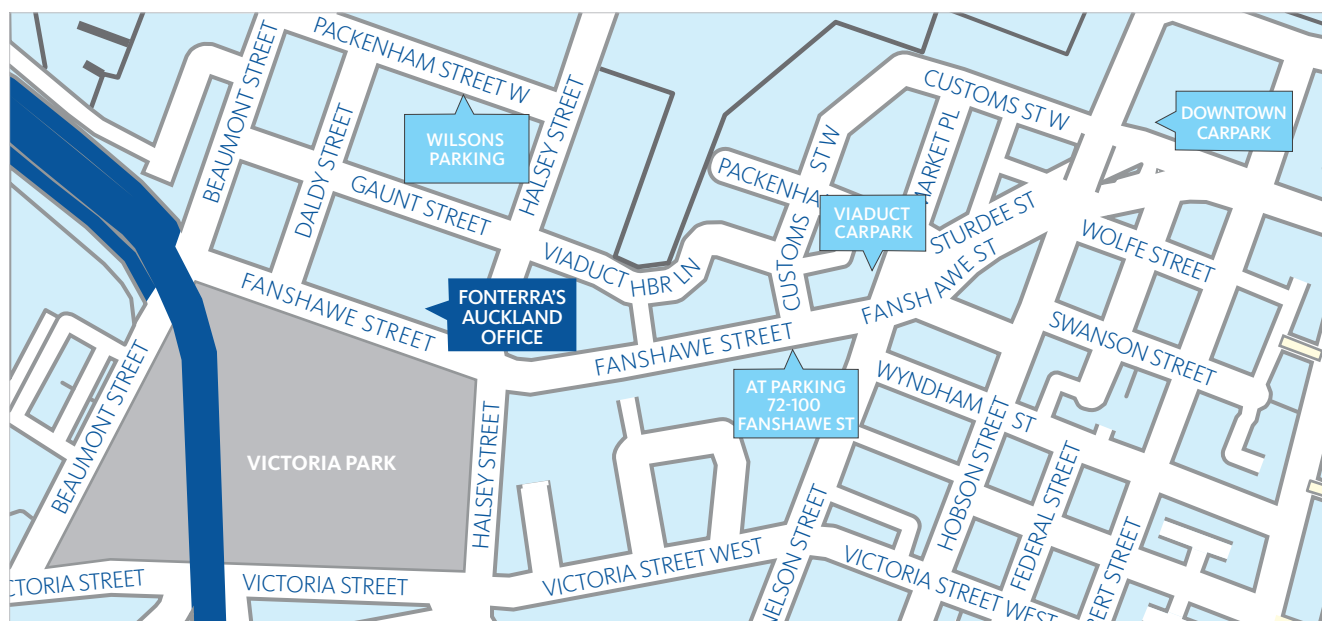 PACKENHAM STREET W
BEAUMONT STREET
DALDY STREET
WILSONS
PARKING
HALSEY STREET
GAUNT STREET
VIADUCT HBR LN
CUSTOMS ST W
MARKET PL
DOWNTOWN
CARPARK
PACKENHAM
CUSTOMS ST W
VIADUCT
CARPARK
STURDEE ST
WOLFE STREET
FANSHAWE STREET
FONTERRA'S
AUCKLAND
OFFICE
FANSHAWE STREET
FANSH AWE ST
SWANSON STREET
AT PARKING
72-100
FANSHAWE ST
WYNDHAM ST
BEAUMONT STREET
VICTORIA PARK
HALSEY STREET
HOBSON STREET
FEDERAL STREET
NELSON STREET
PERT STREET
CTORIA STREET
VICTORIA STREET
VICTORIA STREET WEST
VICTORIA STREET WEST